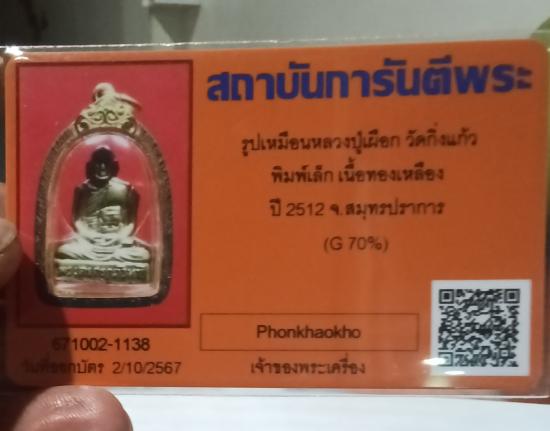 สถาบันการันตีพระ
รูปเหมือนหลวงปู่เผือก วัดกิ่งแก้ว
พิมพ์เล็ก เนื้อทองเหลือง
ปี 2512 จ.สมุทรปราการ
(G 70%)
Phonkhaokho
671002-1138
วันที่ออกบัตร 2/10/2567
เจ้าของพระเครื่อง